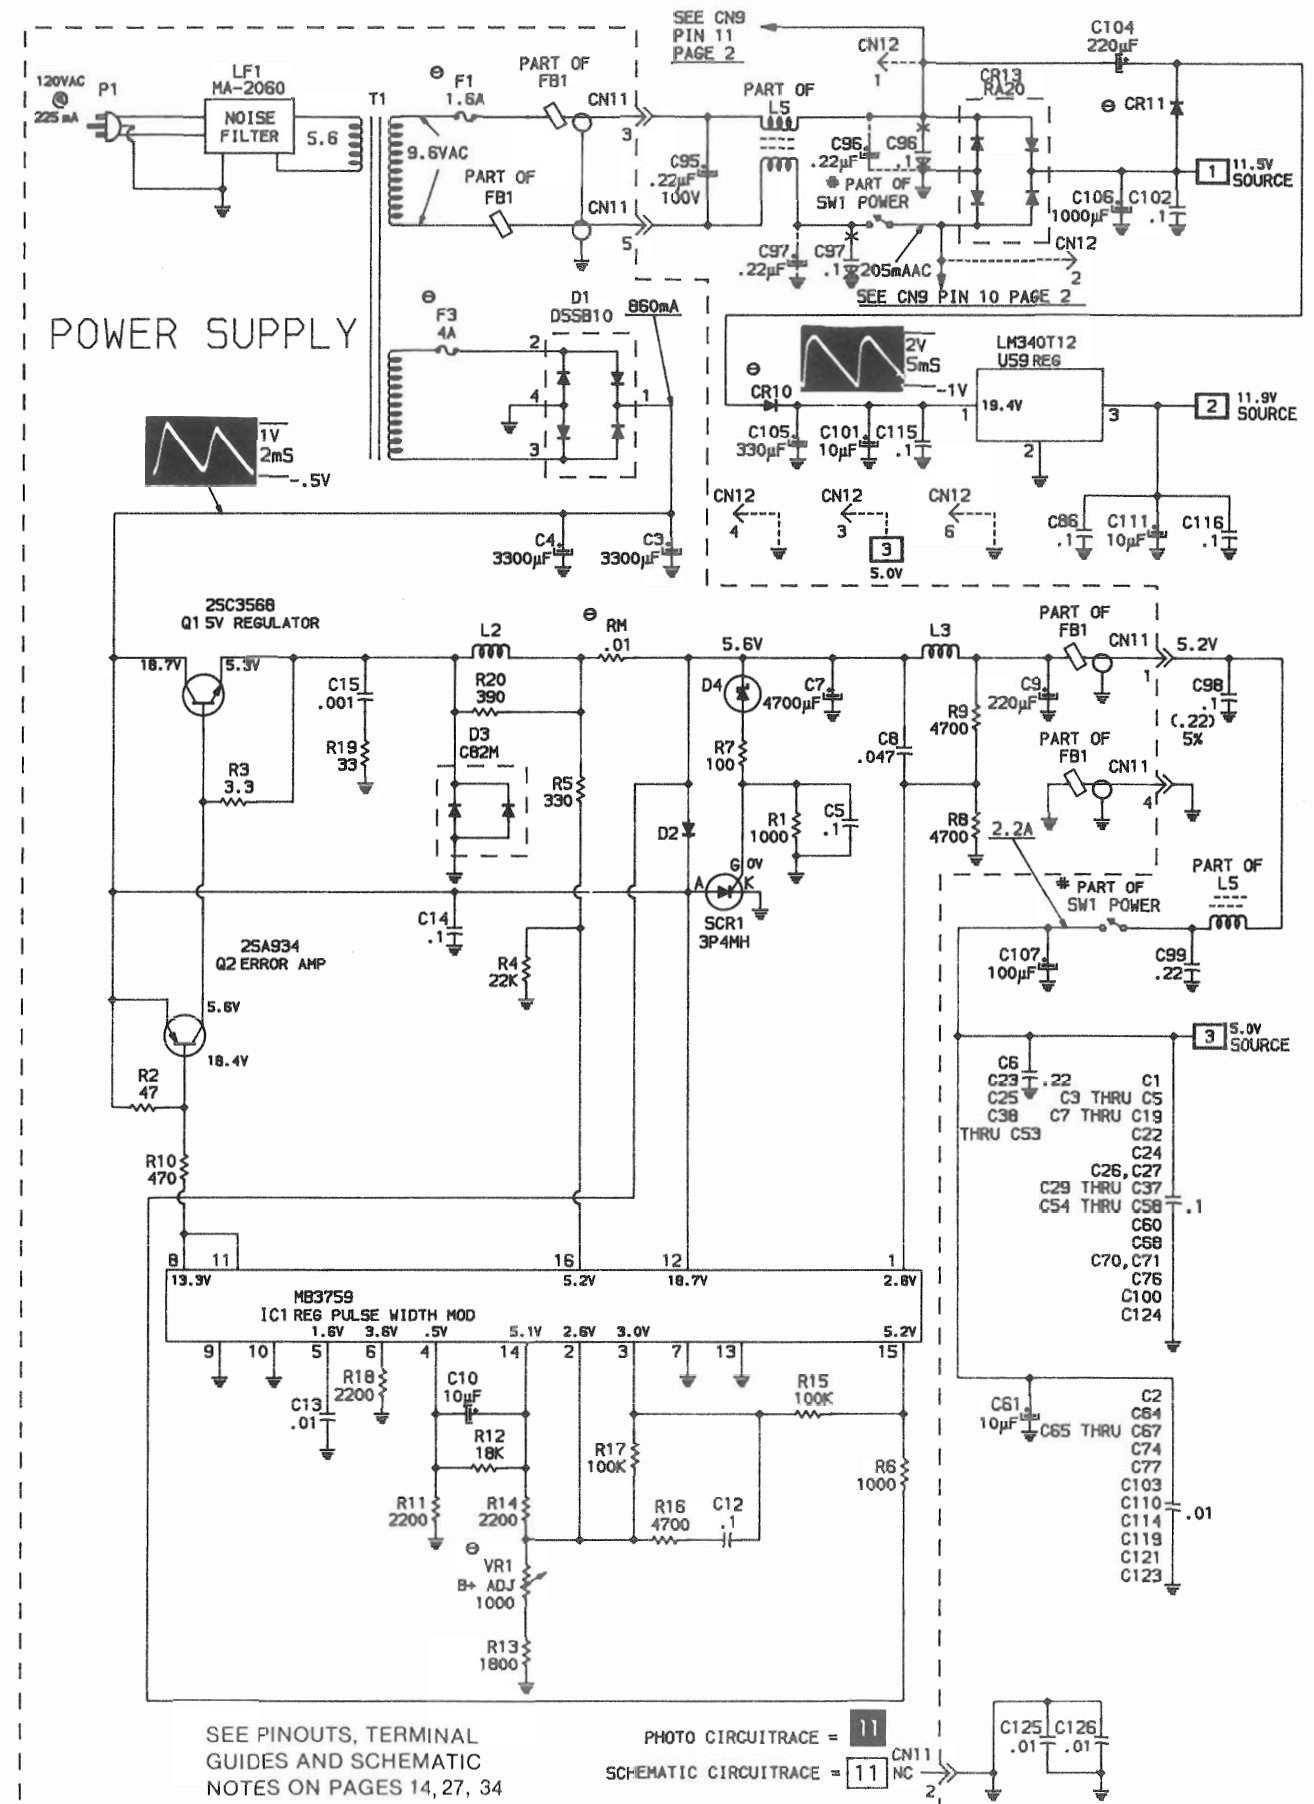 SEE CN9
PIN 11
PAGE 2
CN12
1
C104
220µF
120VAC
@
225mA
P1
LF1
MA-2060
NOISE
FILTER
5.6
T1
F1
1.6A
PART OF
FB1
CN11
3
9.6VAC
PART OF
FB1
CN11
5
PART OF
L5
C95
.22µF
100V
C96
.22µF
C96
.1
CR13
RA20
CR11
1
11.5V
SOURCE
* PART OF
SW1 POWER
C106
1000µF
C102
.1
C97
.22µF
C97
.1
205mAAC
CN12
2
SEE CN9 PIN 10 PAGE 2
POWER SUPPLY
F3
4A
D1
D5SB10
860mA
2
4
1
3
2V
5mS
-1V
LM340T12
U59 REG
CR10
1
19.4V
3
2
2
11.9V
SOURCE
C105
330µF
C101
10µF
C115
.1
1V
2mS
-.5V
CN12
4
CN12
3
3
5.0V
CN12
6
C86
.1
C111
10µF
C116
.1
C4
3300µF
C3
3300µF
2SC3568
Q1 5V REGULATOR
18.7V
5.3V
L2
RM
.01
5.6V
L3
PART OF
FB1
CN11
1
5.2V
C15
.001
R20
390
D4
C7
4700µF
C9
220µF
C98
.1
(.22)
5%
R19
33
D3
C82M
R5
330
R7
100
C8
.047
R9
4700
PART OF
FB1
CN11
4
R3
3.3
D2
R1
1000
C5
.1
R8
4700
2.2A
G 0V
A
K
SCR1
3P4MH
C14
.1
* PART OF
SW1 POWER
PART OF
L5
2SA934
Q2 ERROR AMP
R4
22K
C107
100µF
C99
.22
5.6V
18.4V
3
5.0V
SOURCE
R2
47
R10
470
C6
C23
C25
C38
THRU C53
.22
C1
C3 THRU C5
C7 THRU C19
C22
C24
C26,C27
C29 THRU C37
C54 THRU C58
C60
C68
C70,C71
C76
C100
C124
.1
8
11
16
12
1
13.3V
5.2V
18.7V
2.6V
MB3759
IC1 REG PULSE WIDTH MOD
1.6V
3.6V
.5V
5.1V
2.6V
3.0V
5.2V
9
10
5
6
4
14
2
3
7
13
15
C13
.01
R18
2200
C10
10µF
R12
18K
R15
100K
R17
100K
R6
1000
R11
2200
R14
2200
R16
4700
C12
.1
VR1
B+ ADJ
1000
R13
1800
C61
10µF
C2
C64
C65 THRU C67
C74
C77
C103
C110
C114
C119
C121
C123
.01
SEE PINOUTS, TERMINAL
GUIDES AND SCHEMATIC
NOTES ON PAGES 14, 27, 34
PHOTO CIRCUITRACE = 11
SCHEMATIC CIRCUITRACE = 11
CN11
NC
2
C125
.01
C126
.01